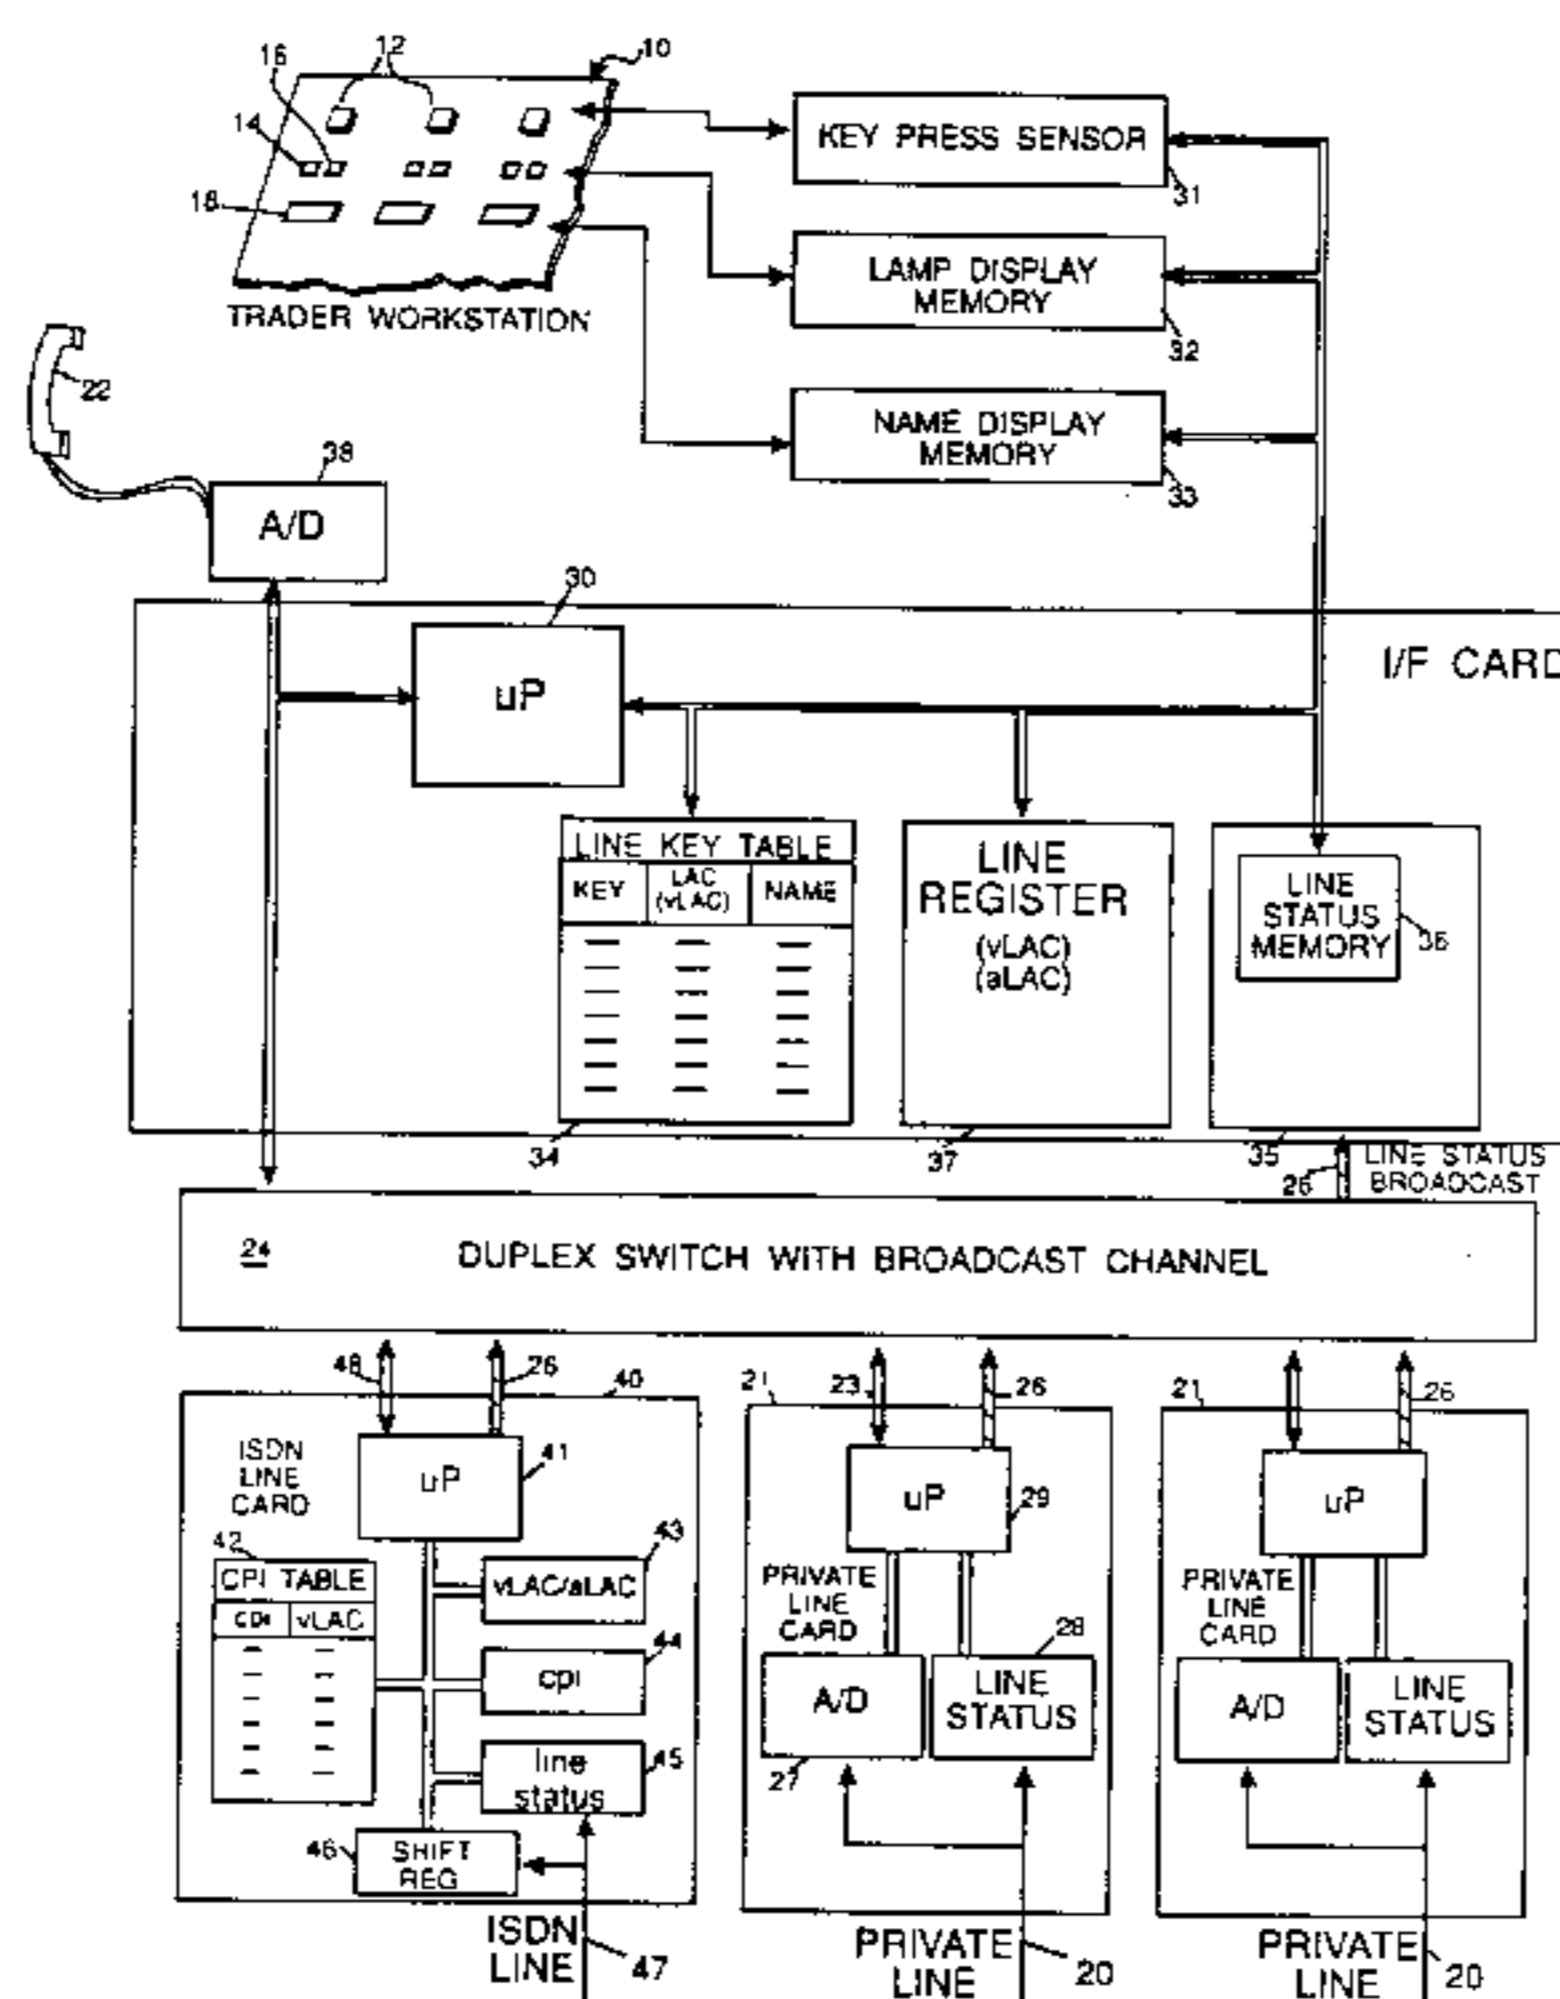 16
12
10
14
18
KEY PRESS SENSOR
31
LAMP DISPLAY
MEMORY
32
TRADER WORKSTATION
22
NAME DISPLAY
MEMORY
33
38
A/D
30
uP
I/F CARD
LINE KEY TABLE
KEY
LAC
(vLAC)
NAME
34
LINE
REGISTER
(vLAC)
(aLAC)
37
LINE
STATUS
MEMORY
36
35
LINE STATUS
BROADCAST
26
24
DUPLEX SWITCH WITH BROADCAST CHANNEL
48
26
40
ISDN
LINE
CARD
uP
41
42
CPI TABLE
cpi
vLAC
43
vLAC/aLAC
44
cpi
line
status
45
46
SHIFT
REG
ISDN
LINE
47
21
23
26
uP
29
PRIVATE
LINE
CARD
28
A/D
LINE
STATUS
27
PRIVATE
LINE
20
21
26
uP
PRIVATE
LINE
CARD
A/D
LINE
STATUS
PRIVATE
LINE
20